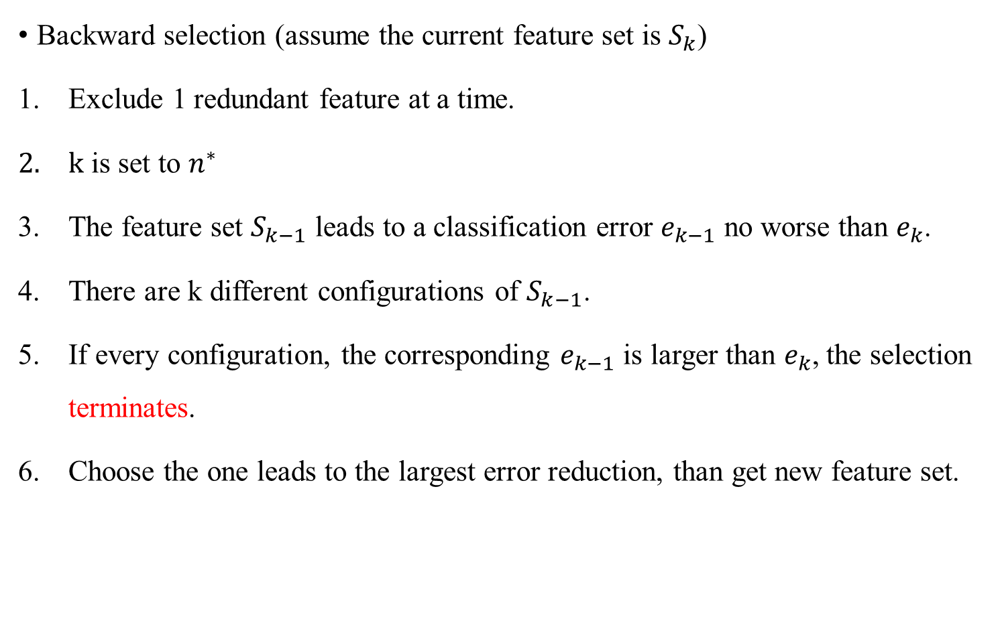 • Backward selection (assume the current feature set is $S_k$)
1. Exclude 1 redundant feature at a time.
2. k is set to $n^*$
3. The feature set $S_{k-1}$ leads to a classification error $e_{k-1}$ no worse than $e_k$.
4. There are k different configurations of $S_{k-1}$.
5. If every configuration, the corresponding $e_{k-1}$ is larger than $e_k$, the selection
terminates.
6. Choose the one leads to the largest error reduction, than get new feature set.